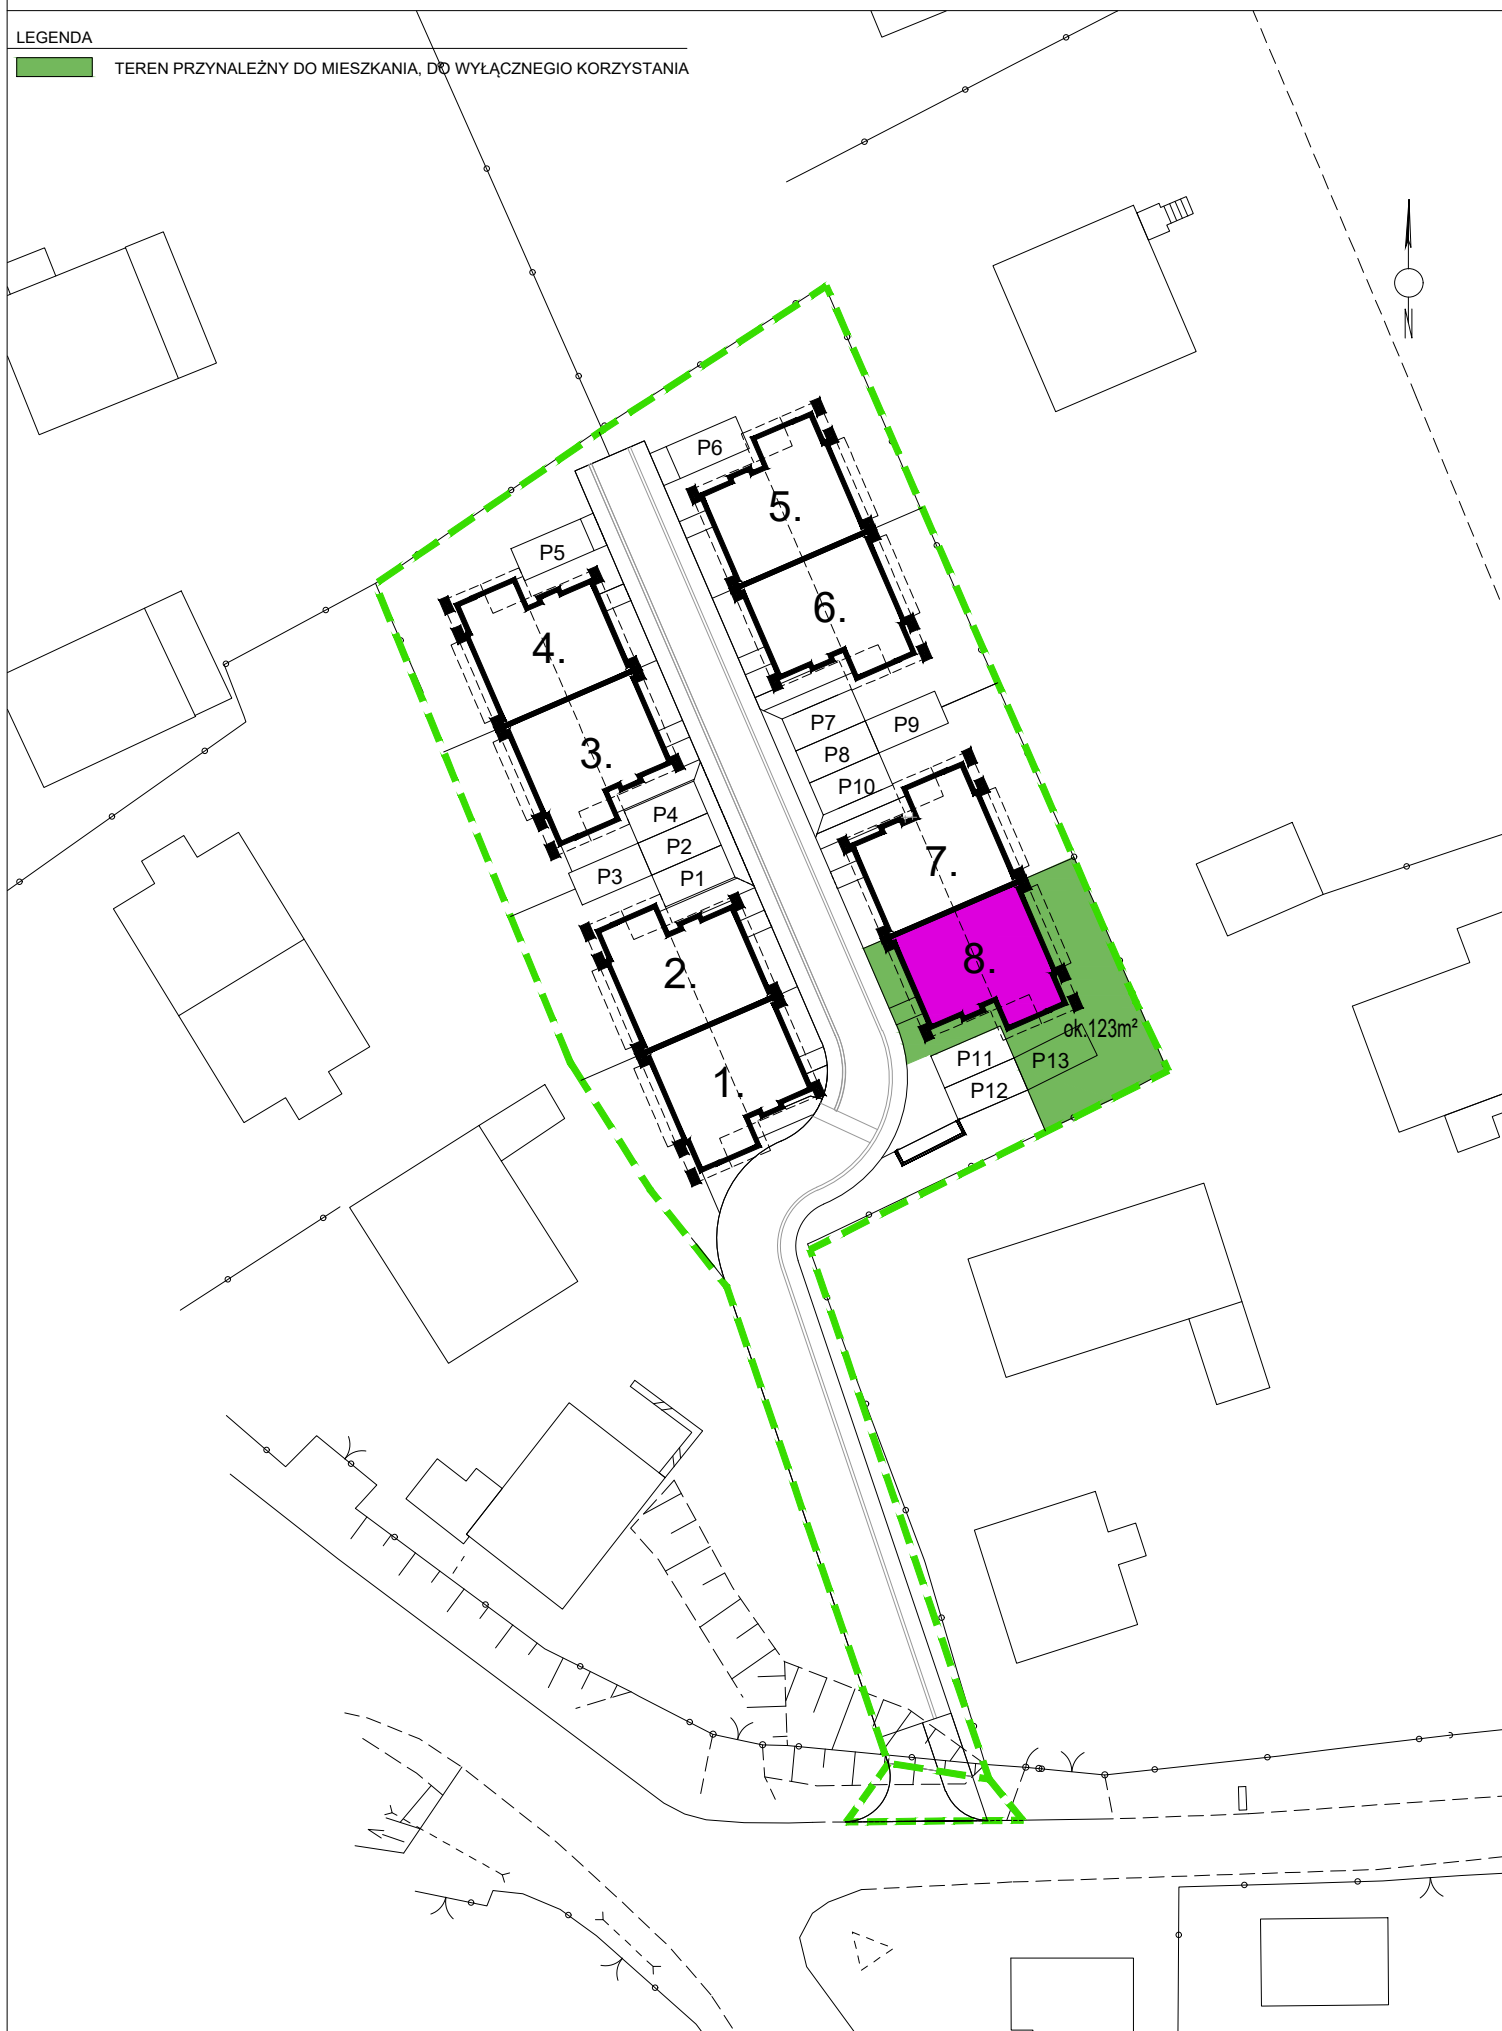 LEGENDA
TEREN PRZYNALEŻNY DO MIESZKANIA, DO WYŁĄCZNEGIO KORZYSTANIA
N
P6
5.
P5
6.
4.
P7
P9
P8
3.
P10
P4
P2
7.
P3
P1
8.
2.
ok.123m²
P11
P13
1.
P12